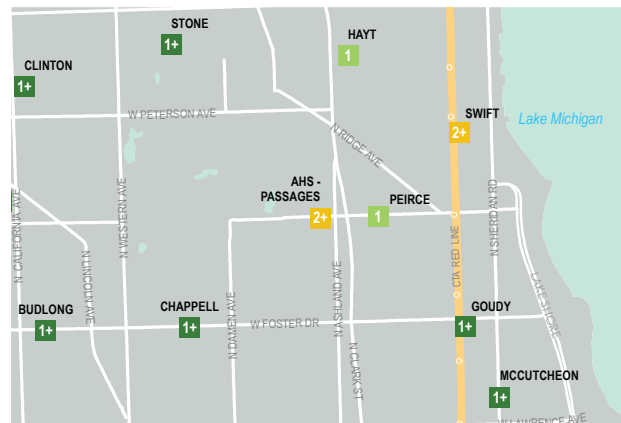 STONE
1+
HAYT
1
CLINTON
1+
W PETERSON AVE
SWIFT
2+
Lake Michigan
N RIDGE AVE
AHS -
PASSAGES
2+
PEIRCE
1
N CALIFORNIA AVE
N WESTERN AVE
N LINCOLN AVE
N DAMEN AVE
N ASHLAND AVE
CTA RED LINE
N SHERIDAN RD
LAKE SHORE
BUDLONG
1+
CHAPPELL
1+
W FOSTER DR
GOUDY
1+
N CLARK ST
MCCUTCHEON
1+
W LAWRENCE AVE